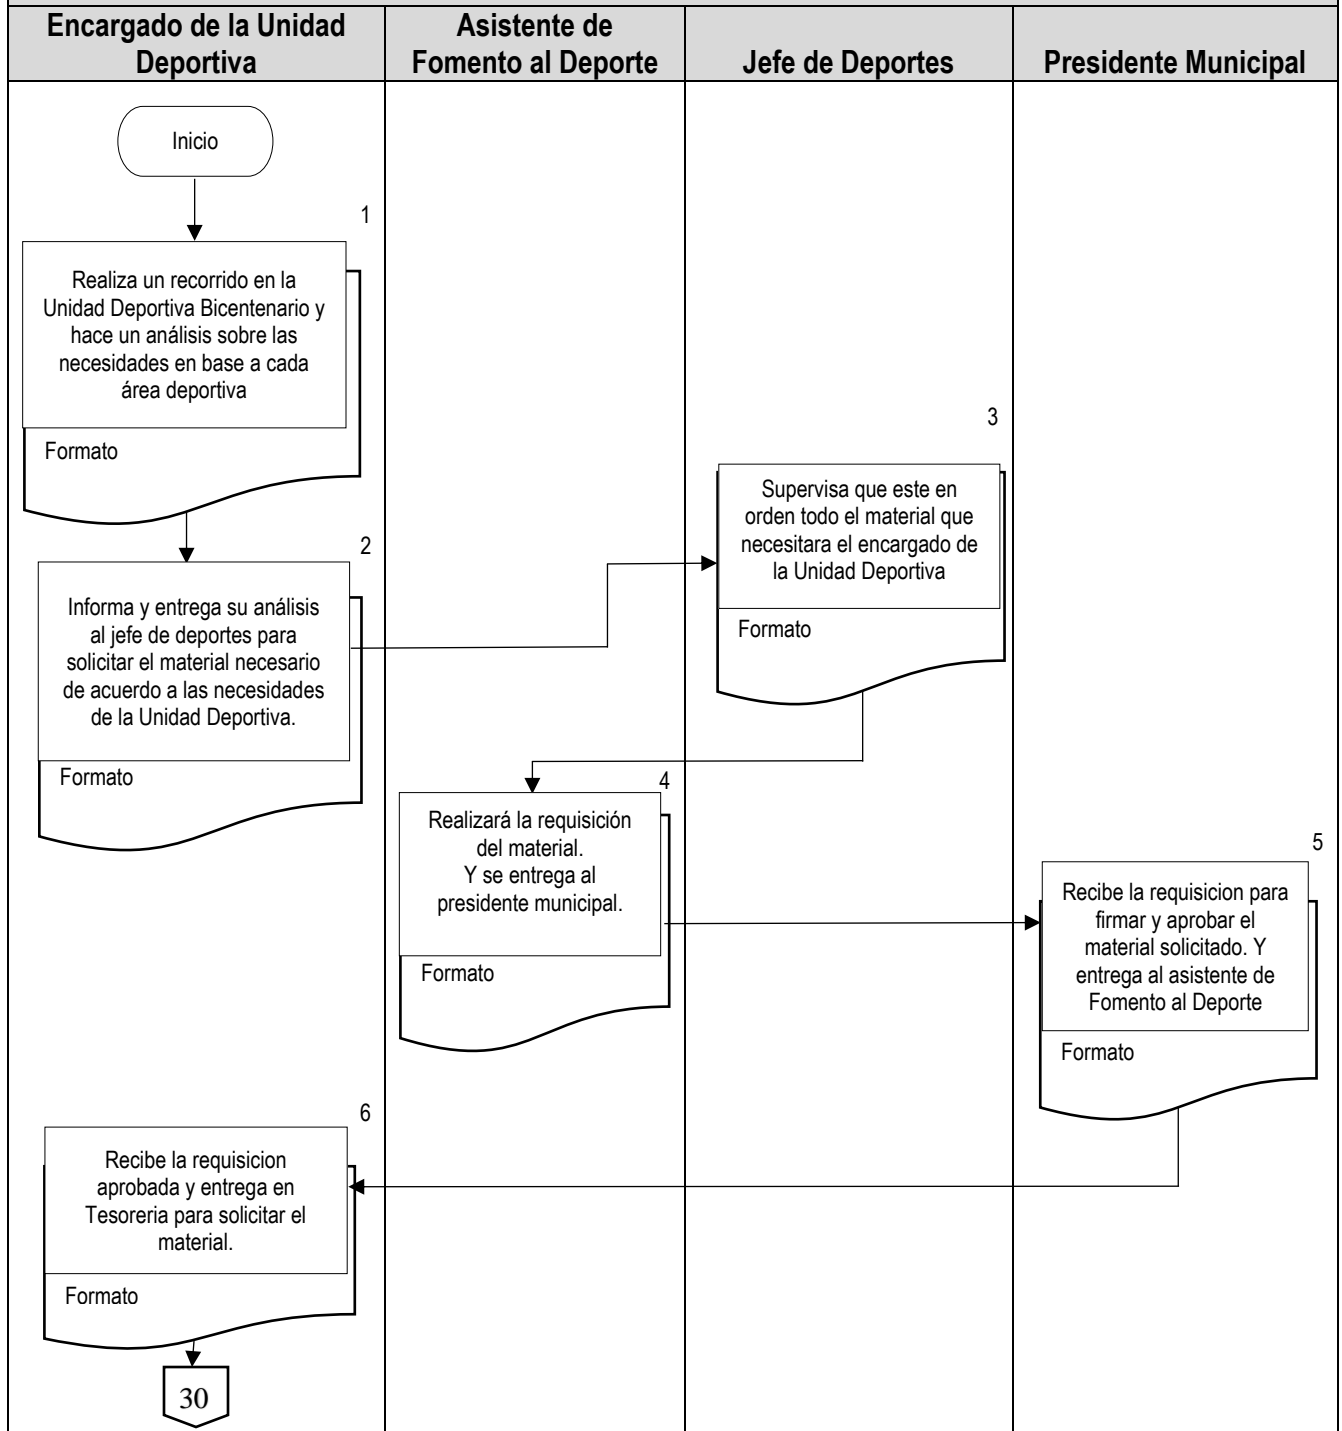 Encargado de la Unidad
Deportiva
Asistente de
Fomento al Deporte
Jefe de Deportes
Presidente Municipal
Inicio
1
Realiza un recorrido en la
Unidad Deportiva Bicentenario y
hace un análisis sobre las
necesidades en base a cada
área deportiva
Formato
2
Informa y entrega su análisis
al jefe de deportes para
solicitar el material necesario
de acuerdo a las necesidades
de la Unidad Deportiva.
Formato
3
Supervisa que este en
orden todo el material que
necesitara el encargado de
la Unidad Deportiva
Formato
4
Realizará la requisición
del material.
Y se entrega al
presidente municipal.
Formato
5
Recibe la requisicion para
firmar y aprobar el
material solicitado. Y
entrega al asistente de
Fomento al Deporte
Formato
6
Recibe la requisicion
aprobada y entrega en
Tesoreria para solicitar el
material.
Formato
30